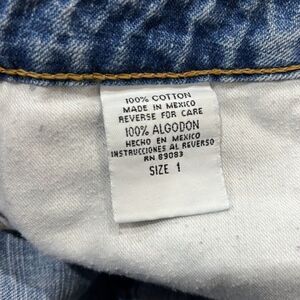 100% COTTON
MADE IN MEXICO
REVERSE FOR CARE
100% ALGODON
HECHO EN MEXICO
INSTRUCCIONES AL REVERSO
RN 89083
SIZE 1